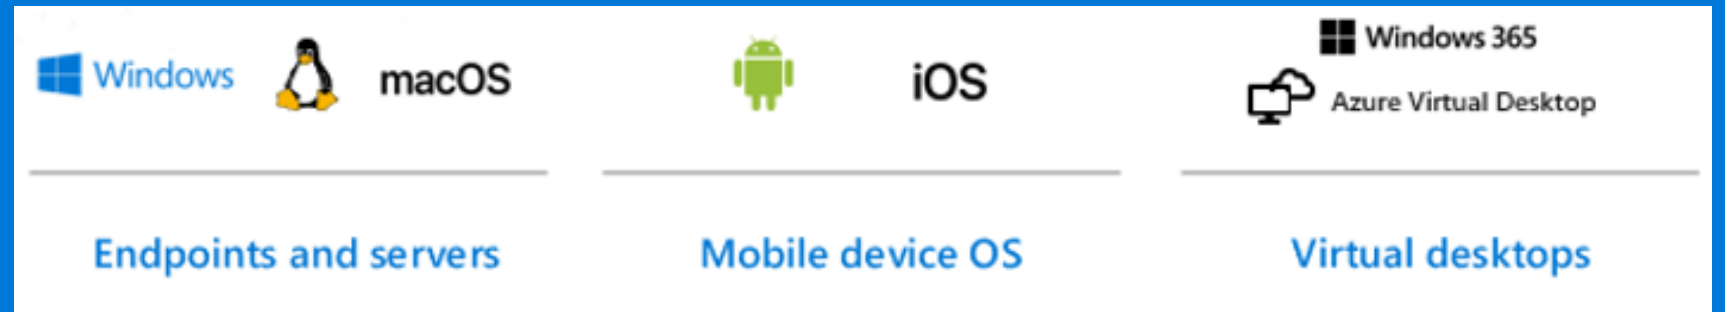 Windows
macOS
iOS
Windows 365
Azure Virtual Desktop
Endpoints and servers
Mobile device OS
Virtual desktops